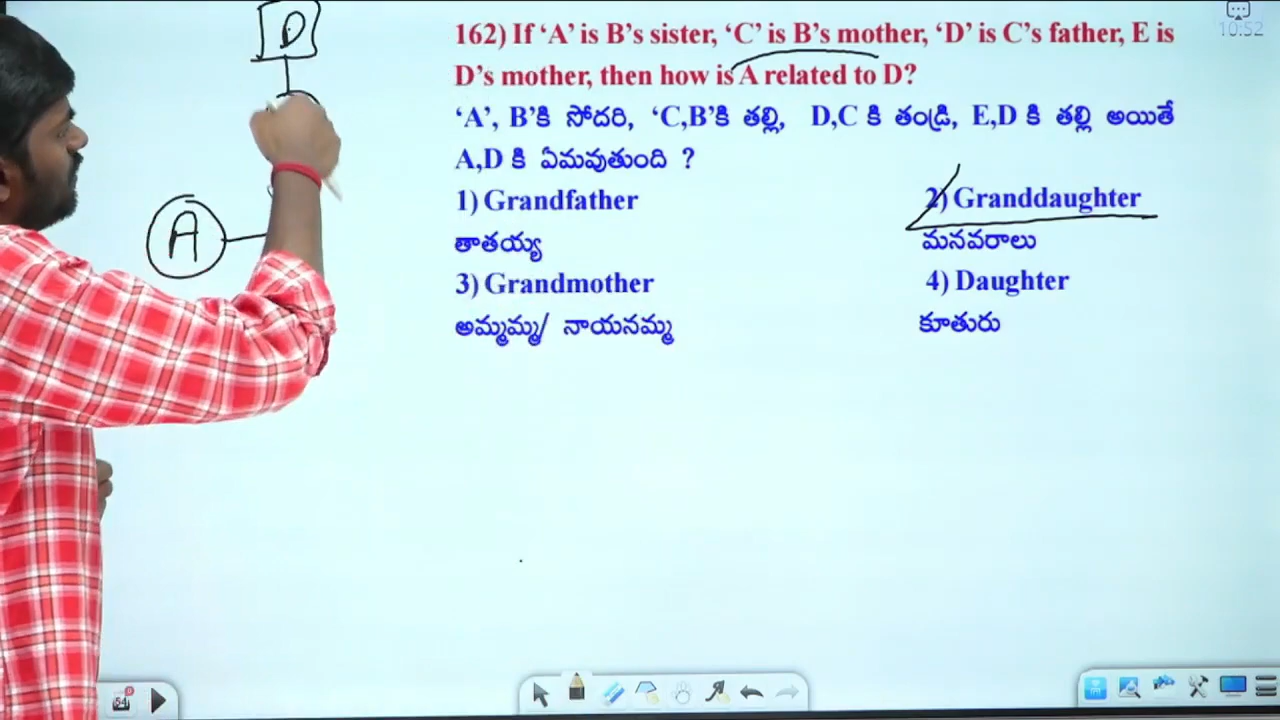 10:52
D
162) If ‘A’ is B’s sister, ‘C’ is B’s mother, ‘D’ is C’s father, E is
D’s mother, then how is A related to D?
‘A’, B’కి సోదరి, ‘C,B’కి తల్లి, D,C కి తండ్రి, E,D కి తల్లి అయితే
A,D కి ఏమవుతుంది ?
1) Grandfather
2) Granddaughter
తాతయ్య
మనవరాలు
A
3) Grandmother
4) Daughter
అమ్మమ్మ/ నాయనమ్మ
కూతురు
54